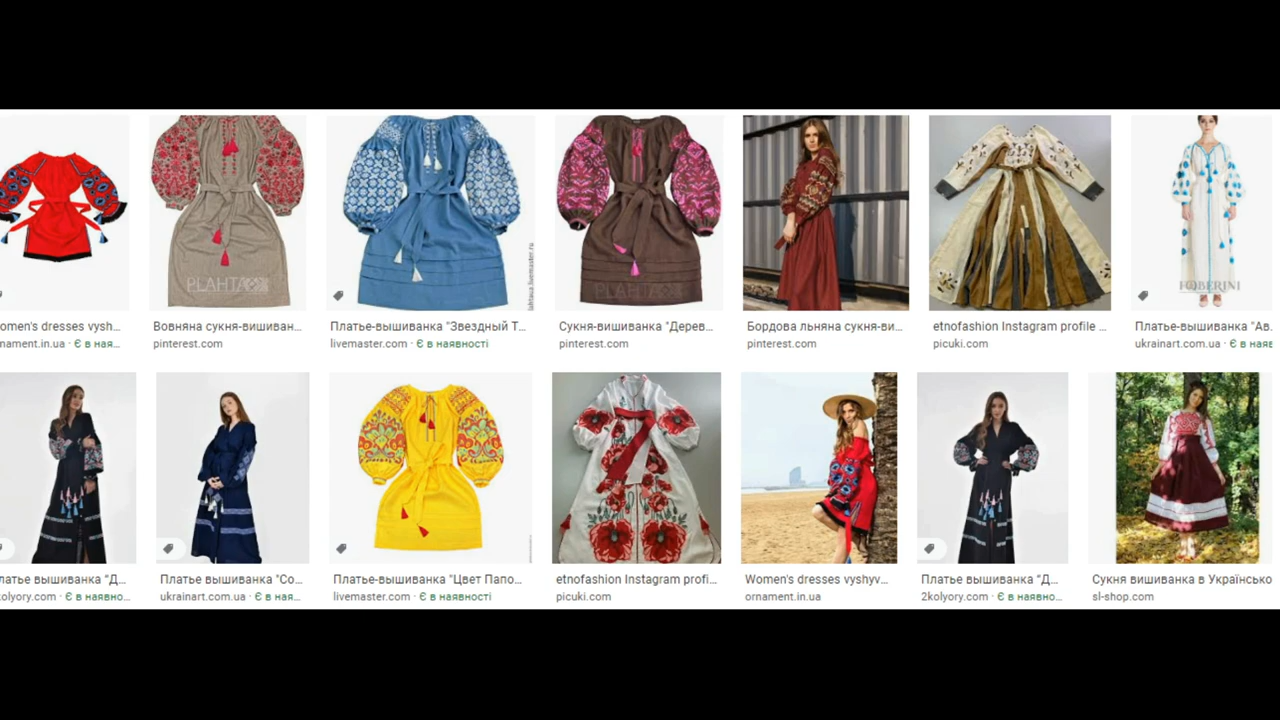 PLAHTA
lahtava.livemaster.ru
PLAHTA
FOBERINI
omen's dresses vysh...
Вовняна сукня-вишиван...
Платье-вышиванка "Звездный Т...
Сукня-вишиванка "Дерев...
Бордова льняна сукня-ви...
etnofashion Instagram profile ...
Платье-вышиванка "Ав.
nament.in.ua · Є в ная...
pinterest.com
livemaster.com · Є в наявності
pinterest.com
pinterest.com
picuki.com
ukrainart.com.ua · Є в наяв
латье вышиванка "Д...
Платье вышиванка "Со...
Платье-вышиванка "Цвет Папо...
etnofashion Instagram profi...
Women's dresses vyshyv...
Платье вышиванка "Д...
Сукня вишиванка в Українсько
kolyory.com · Є в наявно...
ukrainart.com.ua · Є в ная...
livemaster.com · Є в наявності
picuki.com
ornament.in.ua
2kolyory.com · Є в наявно...
sl-shop.com